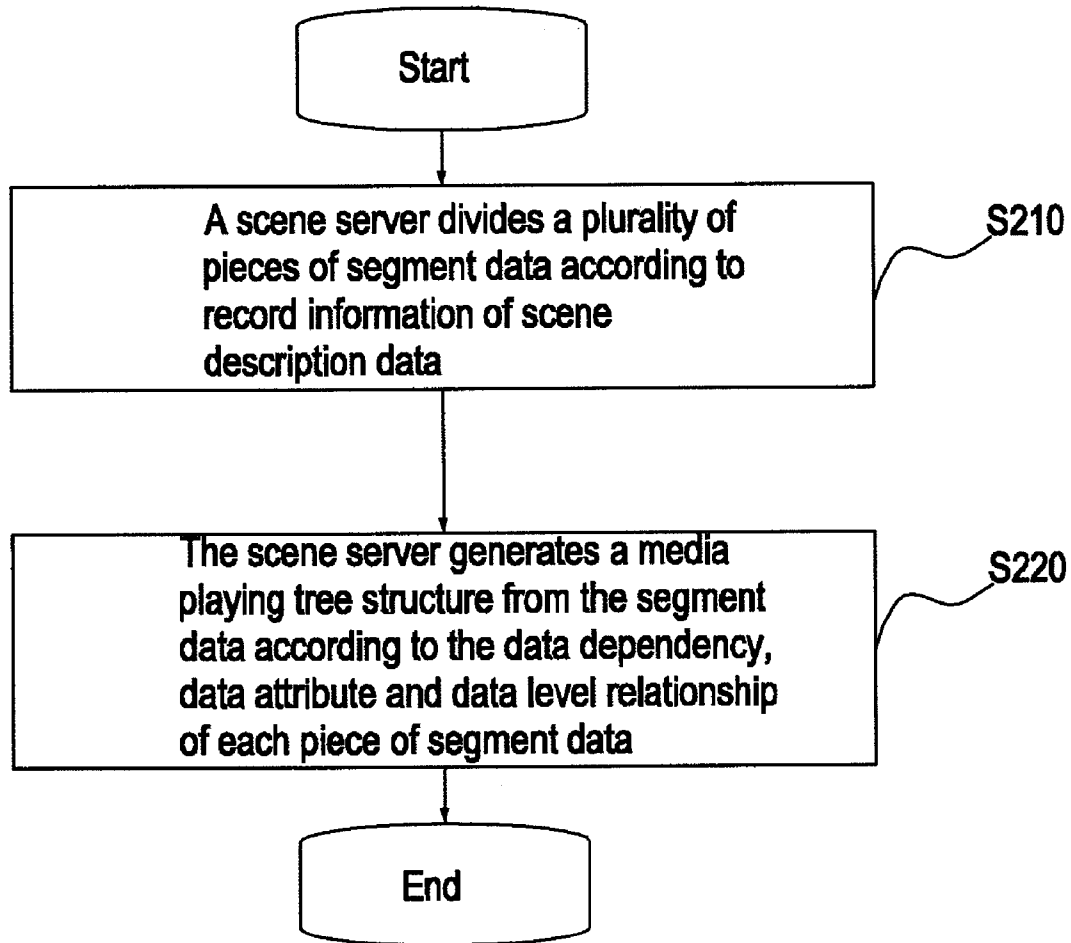 Start
A scene server divides a plurality of
pieces of segment data according to
record information of scene
description data
S210
The scene server generates a media
playing tree structure from the segment
data according to the data dependency,
data attribute and data level relationship
of each piece of segment data
S220
End